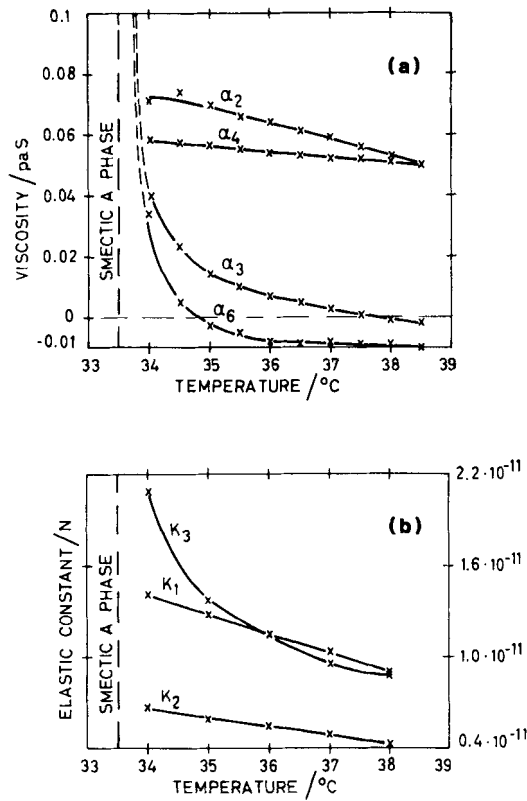 0.1
(a)
0.08
α2
0.06
α4
0.04
0.02
α3
α6
0
-0.01
VISCOSITY / paS
SMECTIC A PHASE
33 34 35 36 37 38 39
TEMPERATURE / °C
2.2·10-11
(b)
K3
1.6·10-11
K1
1.0·10-11
K2
0.4·10-11
ELASTIC CONSTANT / N
SMECTIC A PHASE
33 34 35 36 37 38 39
TEMPERATURE / °C